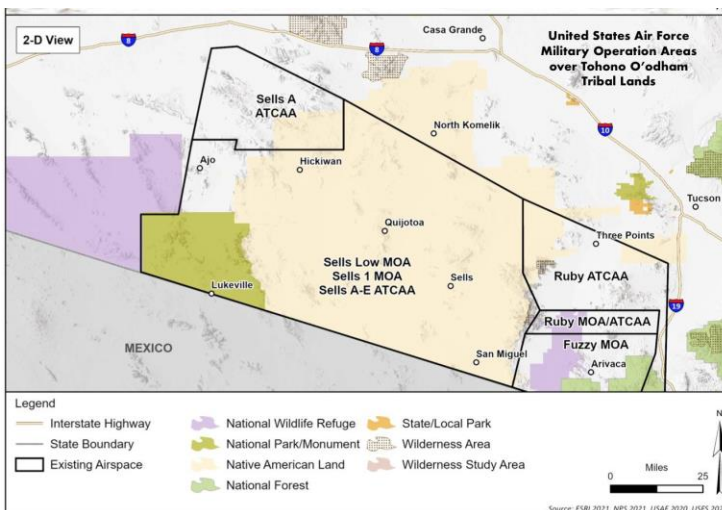 2-D View
United States Air Force
Military Operation Areas
over Tohono O'odham
Tribal Lands
8
8
Casa Grande
Sells A
ATCAA
North Komelik
10
Ajo
Hickiwan
Tucson
Quijotoa
Three Points
Sells Low MOA
Sells 1 MOA
Sells A-E ATCAA
Sells
Ruby ATCAA
Lukeville
19
Ruby MOA/ATCAA
Fuzzy MOA
MEXICO
San Miguel
Arivaca
Legend
Interstate Highway
State Boundary
Existing Airspace
National Wildlife Refuge
National Park/Monument
Native American Land
National Forest
State/Local Park
Wilderness Area
Wilderness Study Area
N
Miles
0
25
Source: ESRI 2021, NPS 2021, USAF 2020, USFS